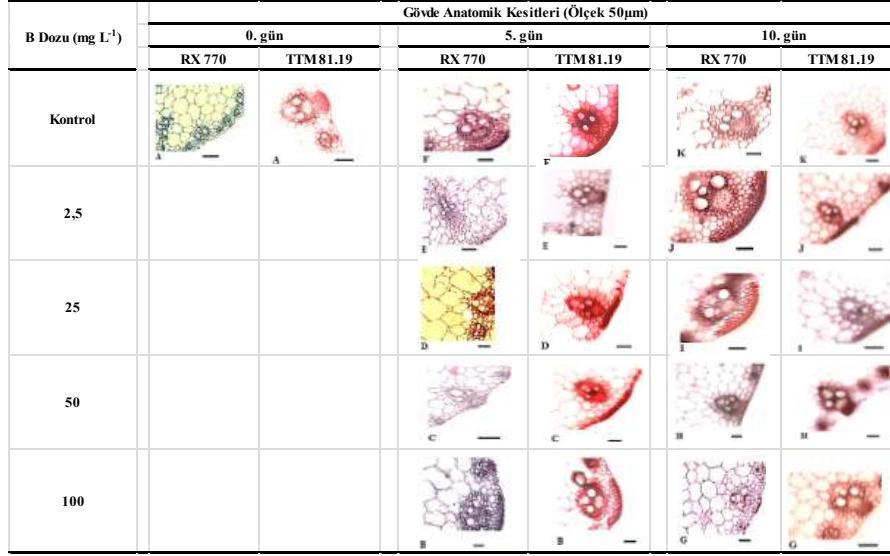 Gövde Anatomik Kesitleri (Ölçek 50µm)
B Dozu (mg L-1)
0. gün 5. gün 10. gün
RX 770 TTM 81.19 RX 770 TTM 81.19 RX 770 TTM 81.19
Kontrol
A A F F K K
2,5
E E J J
25
D D I I
50
C C H H
100
B B G G